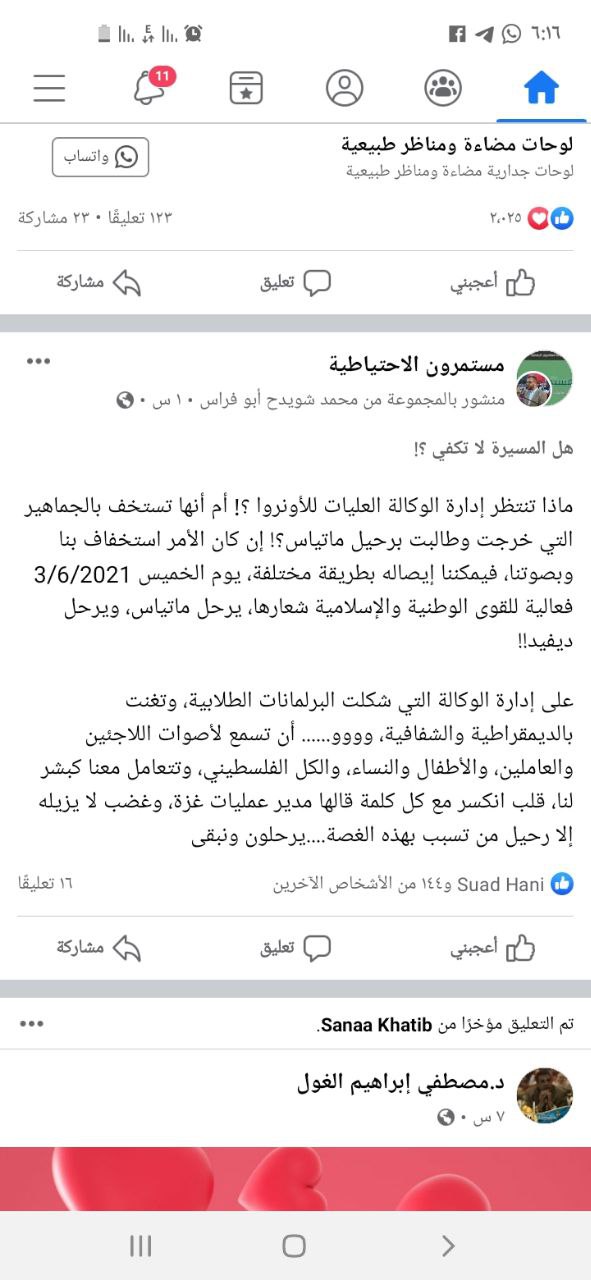 ٦:١٦
11
لوحات مضاءة ومناظر طبيعية
لوحات جدارية مضاءة ومناظر طبيعية
واتساب
٢،٠٢٥
١٢٣ تعليقًا • ٢٣ مشاركة
أعجبني
تعليق
مشاركة
مستمرون الاحتياطية
منشور بالمجموعة من محمد شويدح أبو فراس • ١ س •
هل المسيرة لا تكفي ؟!
ماذا تنتظر إدارة الوكالة العليات للأونروا ؟! أم أنها تستخف بالجماهير
التي خرجت وطالبت برحيل ماتياس؟! إن كان الأمر استخفاف بنا
وبصوتنا، فيمكننا إيصاله بطريقة مختلفة، يوم الخميس 3/6/2021
فعالية للقوى الوطنية والإسلامية شعارها، يرحل ماتياس، ويرحل
ديفيد!!
على إدارة الوكالة التي شكلت البرلمانات الطلابية، وتغنت
بالديمقراطية والشفافية، وووو...... أن تسمع لأصوات اللاجئين
والعاملين، والأطفال والنساء، والكل الفلسطيني، وتتعامل معنا كبشر
لنا، قلب انكسر مع كل كلمة قالها مدير عمليات غزة، وغضب لا يزيله
إلا رحيل من تسبب بهذه الغصة....يرحلون ونبقى
Suad Hani و١٤٤ من الأشخاص الآخرين
١٦ تعليقًا
أعجبني
تعليق
مشاركة
تم التعليق مؤخرًا من Sanaa Khatib.
د.مصطفي إبراهيم الغول
٧ س •